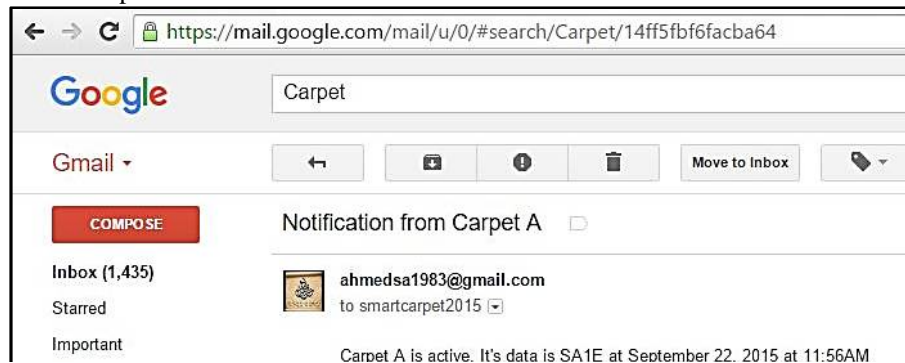 https://mail.google.com/mail/u/0/#search/Carpet/14ff5fbf6facba64
Google
Carpet
Gmail
Move to Inbox
COMPOSE
Notification from Carpet A
Inbox (1,435)
ahmedsa1983@gmail.com
Starred
to smartcarpet2015
Important
Carpet A is active. It's data is SA1E at September 22, 2015 at 11:56AM